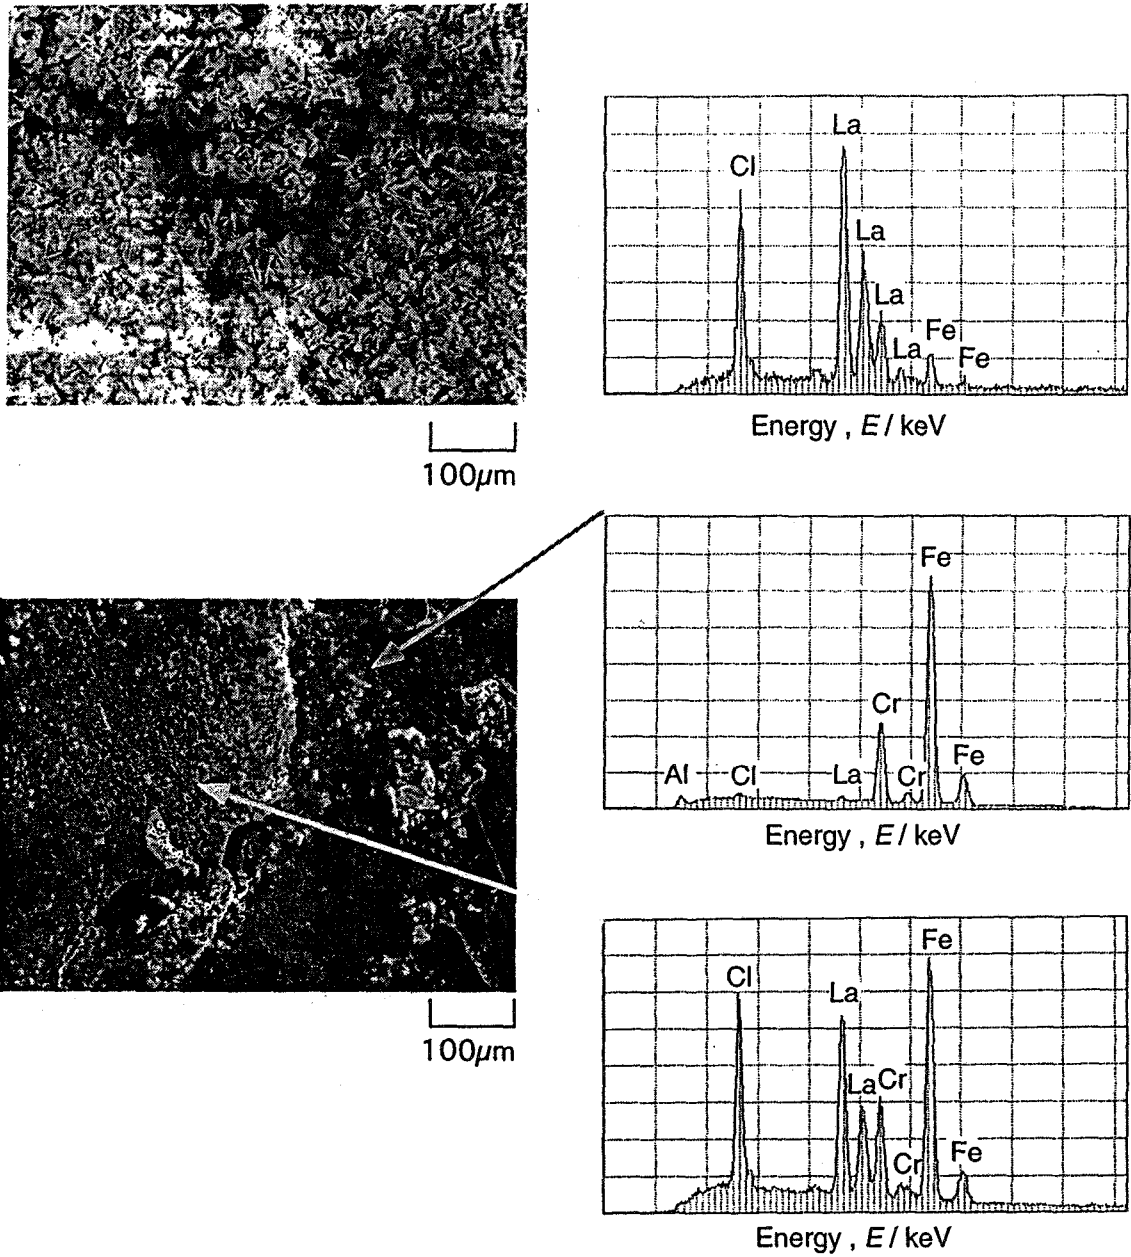 La
Cl
La
La
La
Fe
Fe
Energy , E / keV
100μm
Fe
Cr
Al
Cl
La
Cr
Fe
Energy , E / keV
100μm
Fe
Cl
La
La
Cr
Cr
Fe
Energy , E / keV